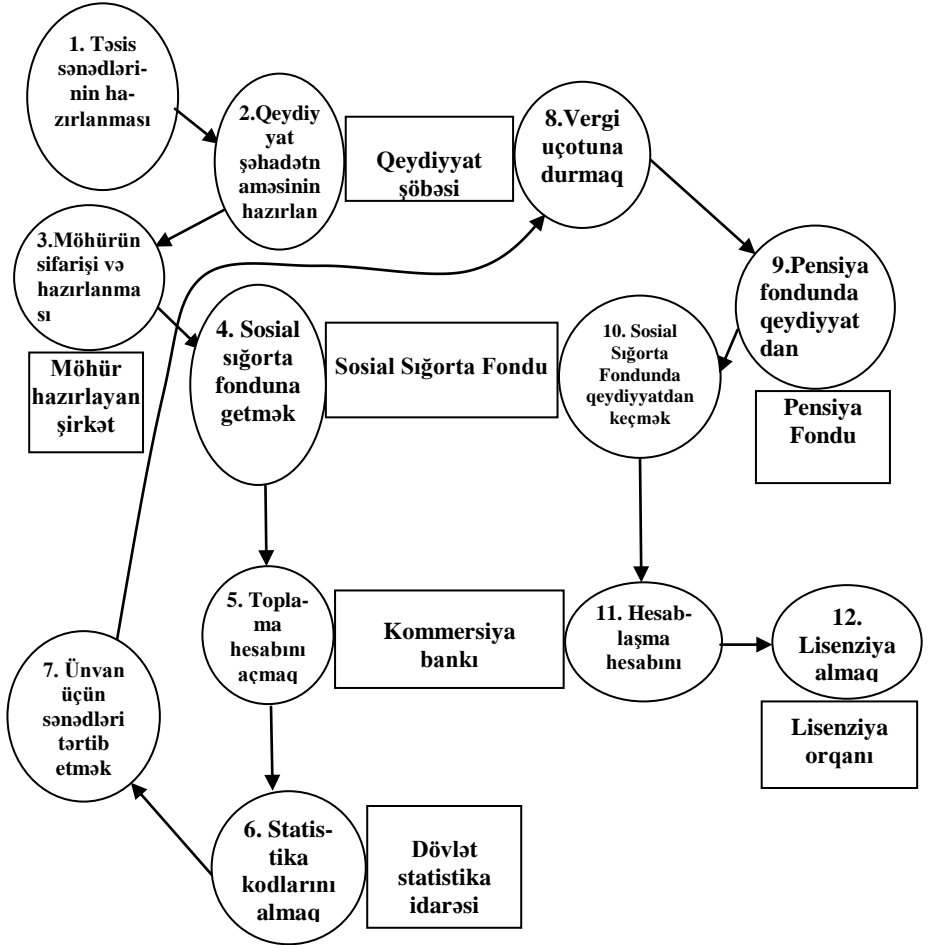 1. Təsis
sənədləri-
nin ha-
zırlanması
2.Qeydiy
yat
şəhadətn
aməsinin
hazırlan
Qeydiyyat
şöbəsi
8.Vergi
uçotuna
durmaq
3.Möhürün
sifarişi və
hazırlanma
sı
Möhür
hazırlayan
şirkət
4. Sosial
sığorta
fonduna
getmək
Sosial Sığorta Fondu
10. Sosial
Sığorta
Fondunda
qeydiyyatdan
keçmək
9.Pensiya
fondunda
qeydiyyat
dan
Pensiya
Fondu
5. Topla-
ma
hesabını
açmaq
Kommersiya
bankı
11. Hesab-
laşma
hesabını
12.
Lisenziya
almaq
Lisenziya
orqanı
7. Ünvan
üçün
sənədləri
tərtib
etmək
6. Statis-
tika
kodlarını
almaq
Dövlət
statistika
idarəsi